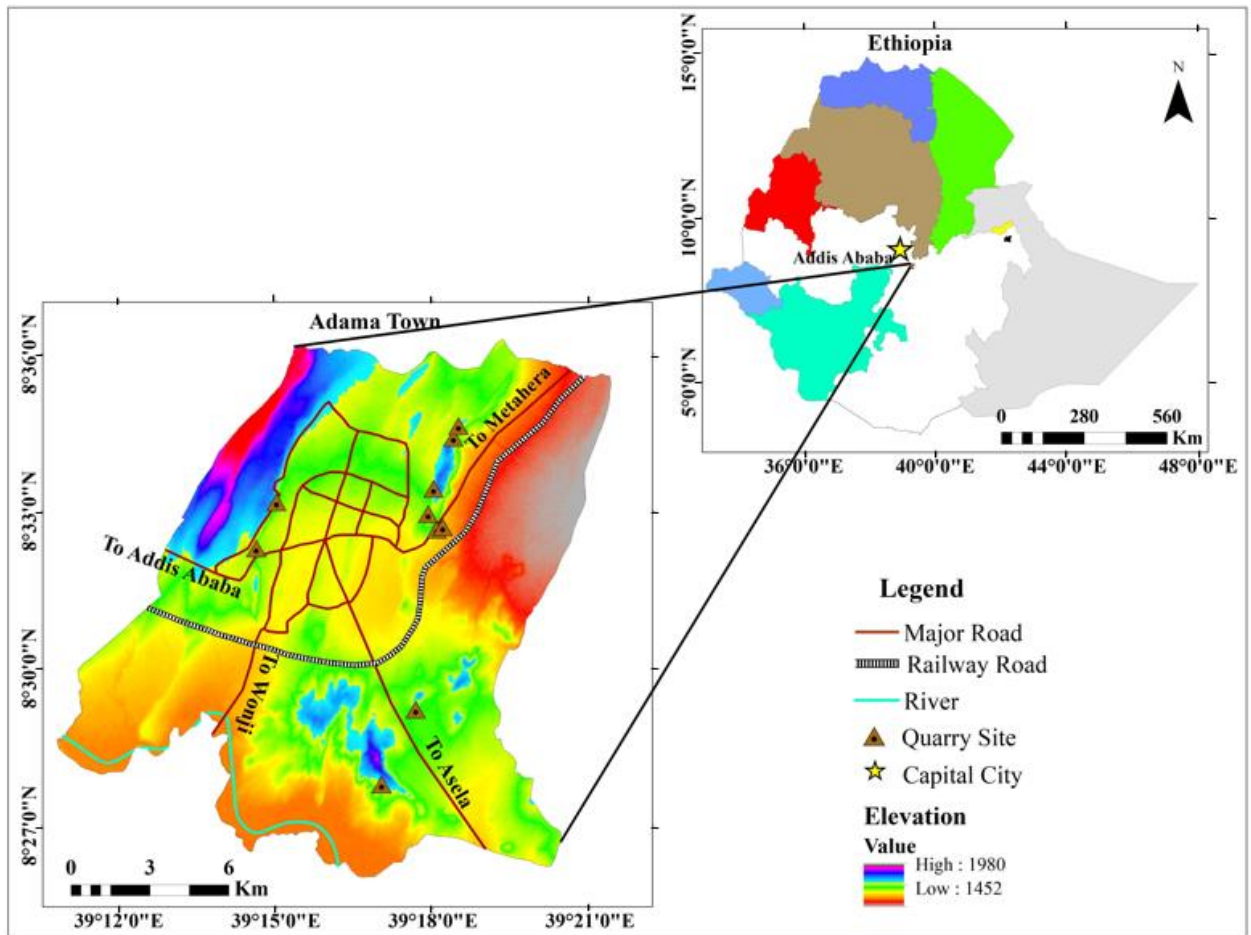 Ethiopia
15°0'0"N
10°0'0"N
5°0'0"N
N
Addis Ababa
0 280 560
Km
36°0'0"E 40°0'0"E 44°0'0"E 48°0'0"E
Adama Town
8°36'0"N
8°33'0"N
8°30'0"N
8°27'0"N
To Metahera
To Addis Ababa
To Wonji
To Asela
0 3 6
Km
39°12'0"E 39°15'0"E 39°18'0"E 39°21'0"E
Legend
Major Road
Railway Road
River
Quarry Site
Capital City
Elevation
Value
High : 1980
Low : 1452